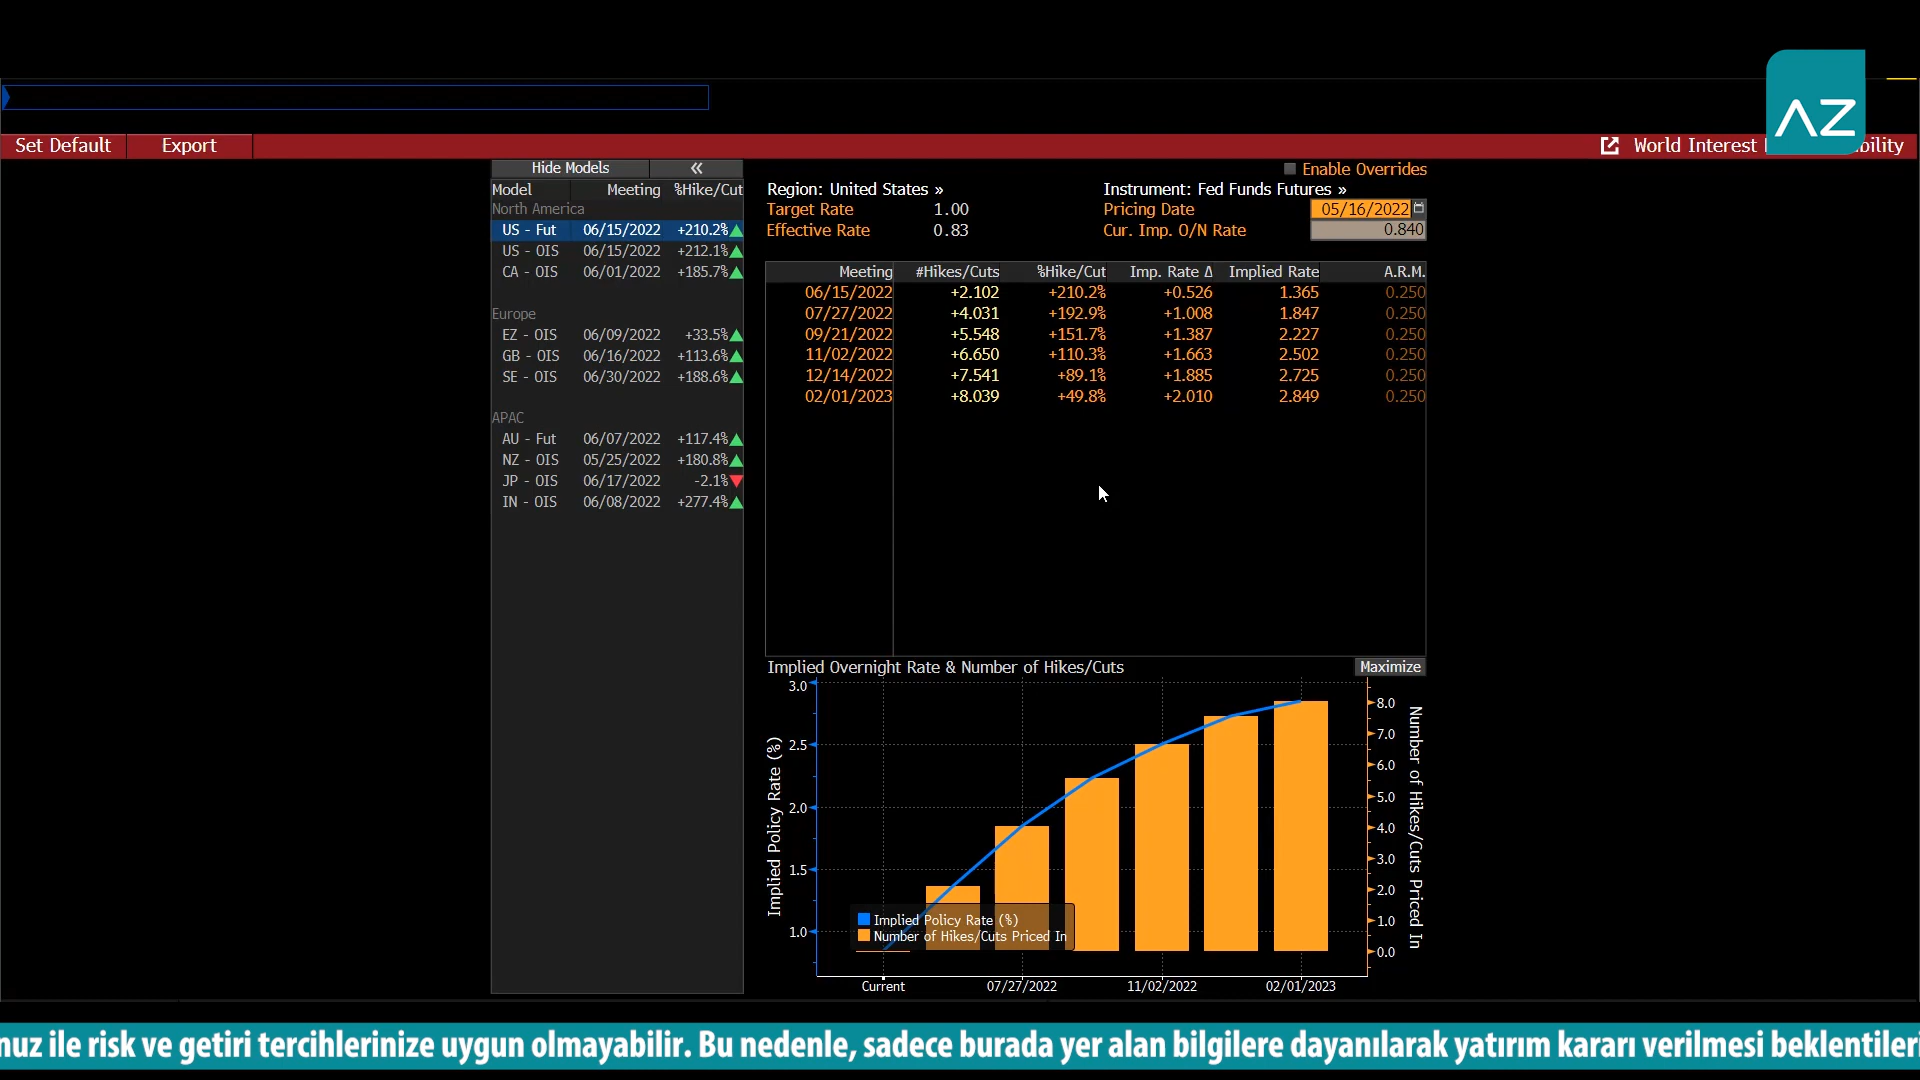 AZ
Set Default Export World Interest bility
Hide Models «
Model Meeting %Hike/Cut
North America
US - Fut 06/15/2022 +210.2%
US - OIS 06/15/2022 +212.1%
CA - OIS 06/01/2022 +185.7%
Europe
EZ - OIS 06/09/2022 +33.5%
GB - OIS 06/16/2022 +113.6%
SE - OIS 06/30/2022 +188.6%
APAC
AU - Fut 06/07/2022 +117.4%
NZ - OIS 05/25/2022 +180.8%
JP - OIS 06/17/2022 -2.1%
IN - OIS 06/08/2022 +277.4%
Enable Overrides
Region: United States » Instrument: Fed Funds Futures »
Target Rate 1.00 Pricing Date 05/16/2022
Effective Rate 0.83 Cur. Imp. O/N Rate 0.840
Meeting #Hikes/Cuts %Hike/Cut Imp. Rate Δ Implied Rate A.R.M.
06/15/2022 +2.102 +210.2% +0.526 1.365 0.250
07/27/2022 +4.031 +192.9% +1.008 1.847 0.250
09/21/2022 +5.548 +151.7% +1.387 2.227 0.250
11/02/2022 +6.650 +110.3% +1.663 2.502 0.250
12/14/2022 +7.541 +89.1% +1.885 2.725 0.250
02/01/2023 +8.039 +49.8% +2.010 2.849 0.250
Implied Overnight Rate & Number of Hikes/Cuts Maximize
Implied Policy Rate (%)
3.0
2.5
2.0
1.5
1.0
Implied Policy Rate (%)
Number of Hikes/Cuts Priced In
8.0
7.0
6.0
5.0
4.0
3.0
2.0
1.0
0.0
Number of Hikes/Cuts Priced In
Current 07/27/2022 11/02/2022 02/01/2023
nuz ile risk ve getiri tercihlerinize uygun olmayabilir. Bu nedenle, sadece burada yer alan bilgilere dayanılarak yatırım kararı verilmesi beklentileri